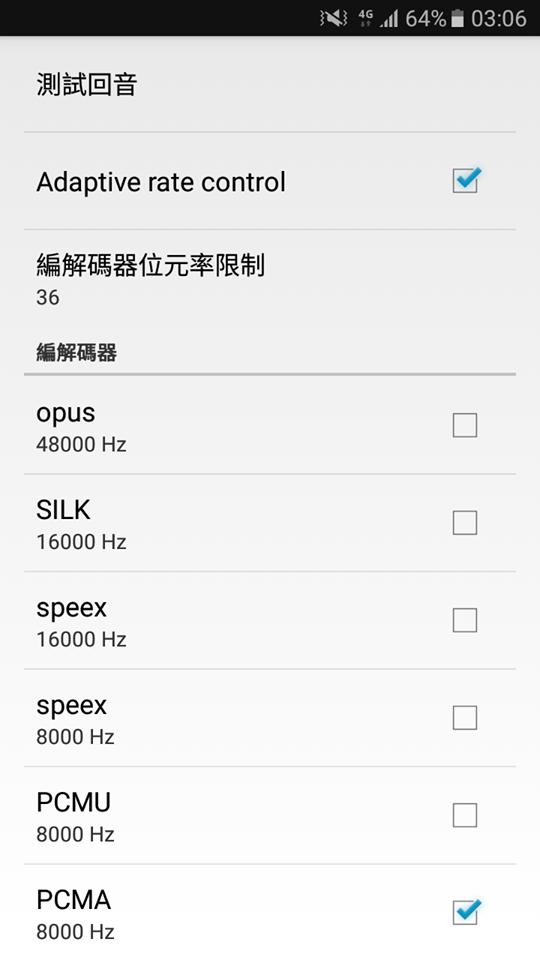 4G 64% 03:06
測試回音
Adaptive rate control
編解碼器位元率限制
36
編解碼器
opus
48000 Hz
SILK
16000 Hz
speex
16000 Hz
speex
8000 Hz
PCMU
8000 Hz
PCMA
8000 Hz